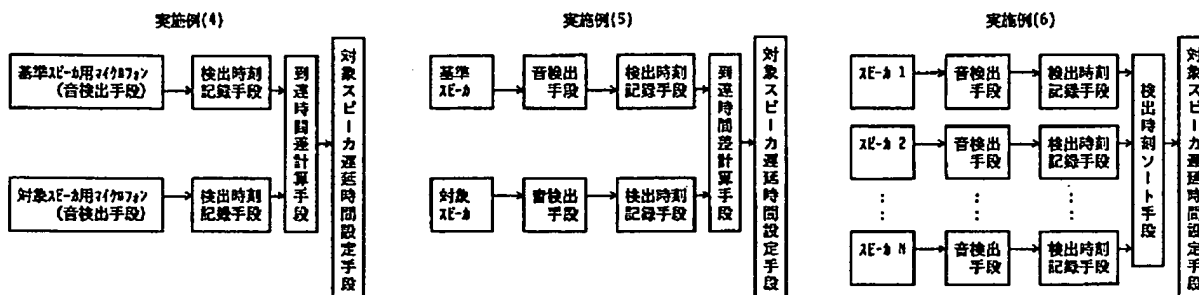 実施例(4)
基準スピーカ用マイクロフォン
(音検出手段)
検出時刻
記録手段
対象スピーカ用マイクロフォン
(音検出手段)
検出時刻
記録手段
到達時間差計算手段
対象スピーカ遅延時間設定手段
実施例(5)
基準
スピーカ
音検出
手段
検出時刻
記録手段
対象
スピーカ
音検出
手段
検出時刻
記録手段
到達時間差計算手段
対象スピーカ遅延時間設定手段
実施例(6)
スピーカ 1
音検出
手段
検出時刻
記録手段
スピーカ 2
音検出
手段
検出時刻
記録手段
スピーカ N
音検出
手段
検出時刻
記録手段
検出時刻ソート手段
対象スピーカ遅延時間設定手段